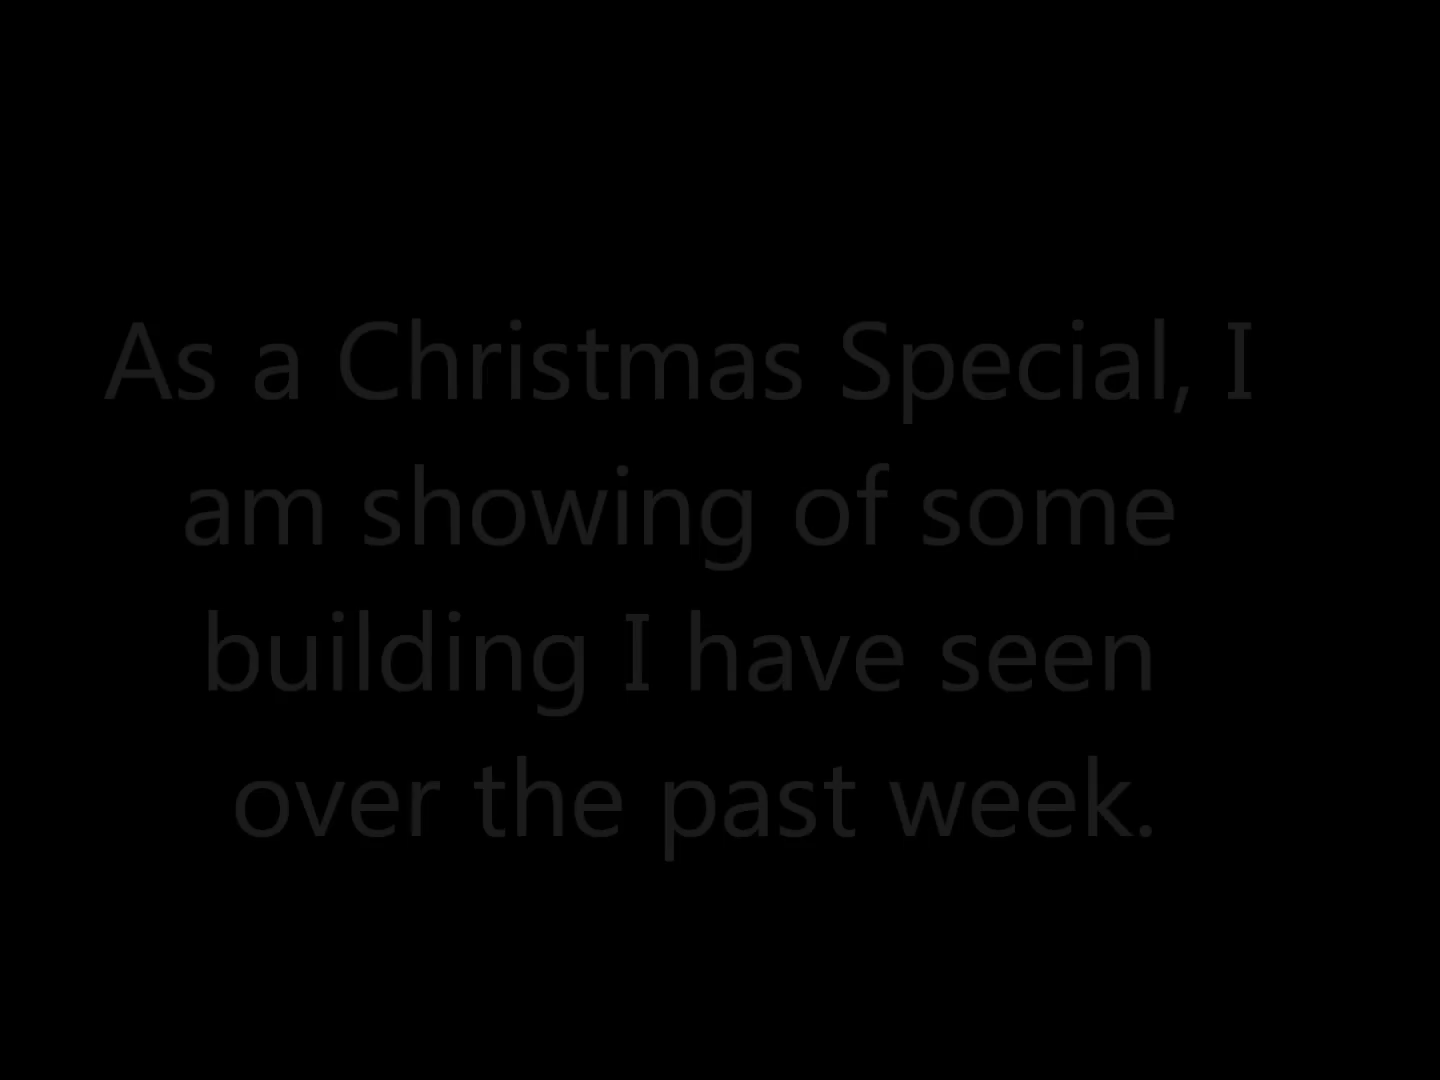 As a Christmas Special, I
am showing of some
building I have seen
over the past week.